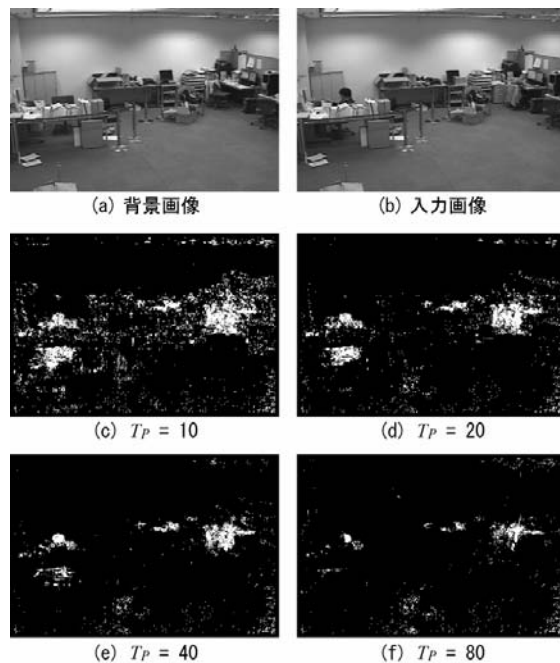 (a) 背景画像
(b) 入力画像
(c) TP = 10
(d) TP = 20
(e) TP = 40
(f) TP = 80